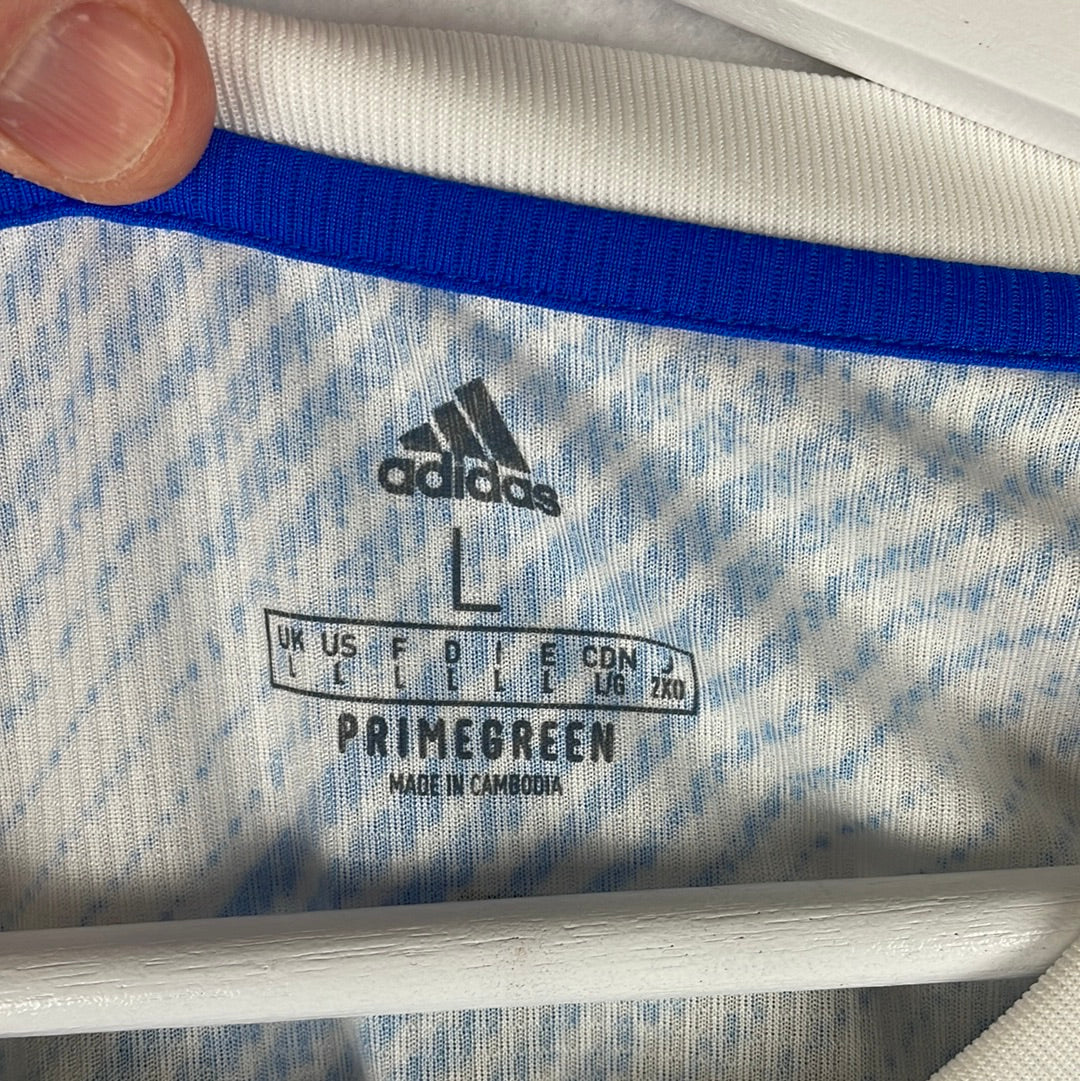 adidas
L
UK US F D I E CDN J
L L L L L L L/G 2XO
PRIMEGREEN
MADE IN CAMBODIA